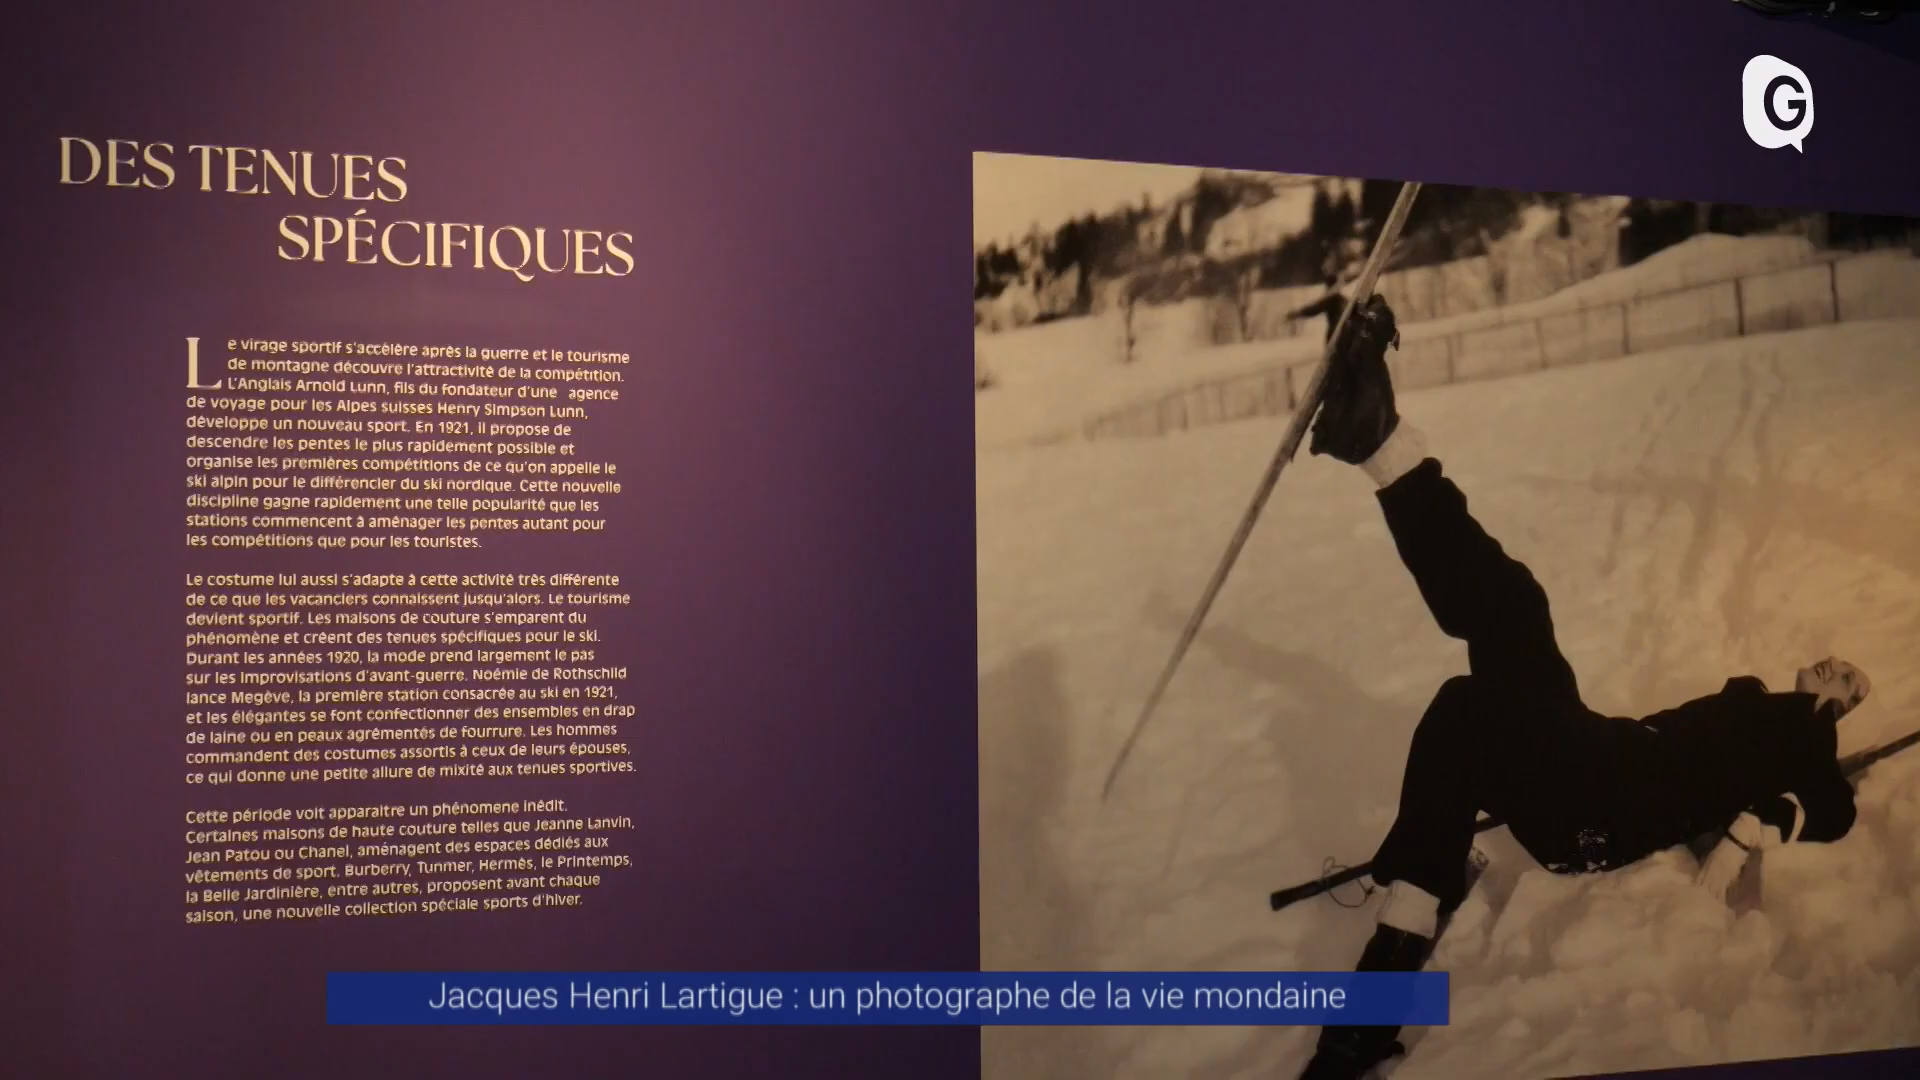 G
DES TENUES
SPÉCIFIQUES
Le virage sportif s'accélère après la guerre et le tourisme
de montagne découvre l'attractivité de la compétition.
L'Anglais Arnold Lunn, fils du fondateur d'une agence
de voyage pour les Alpes suisses Henry Simpson Lunn,
développe un nouveau sport. En 1921, il propose de
descendre les pentes le plus rapidement possible et
organise les premières compétitions de ce qu'on appelle le
ski alpin pour le différencier du ski nordique. Cette nouvelle
discipline gagne rapidement une telle popularité que les
stations commencent à aménager les pentes autant pour
les compétitions que pour les touristes.
Le costume lui aussi s'adapte à cette activité très différente
de ce que les vacanciers connaissent jusqu'alors. Le tourisme
devient sportif. Les maisons de couture s'emparent du
phénomène et créent des tenues spécifiques pour le ski.
Durant les années 1920, la mode prend largement le pas
sur les improvisations d'avant-guerre. Noémie de Rothschild
lance Megève, la première station consacrée au ski en 1921,
et les élégantes se font confectionner des ensembles en drap
de laine ou en peaux agrémentés de fourrure. Les hommes
commandent des costumes assortis à ceux de leurs épouses,
ce qui donne une petite allure de mixité aux tenues sportives.
Cette période voit apparaitre un phénomene inédit.
Certaines maisons de haute couture telles que Jeanne Lanvin,
Jean Patou ou Chanel, aménagent des espaces dédiés aux
vêtements de sport. Burberry, Tunmer, Hermès, le Printemps,
la Belle Jardinière, entre autres, proposent avant chaque
saison, une nouvelle collection spéciale sports d'hiver.
Jacques Henri Lartigue : un photographe de la vie mondaine